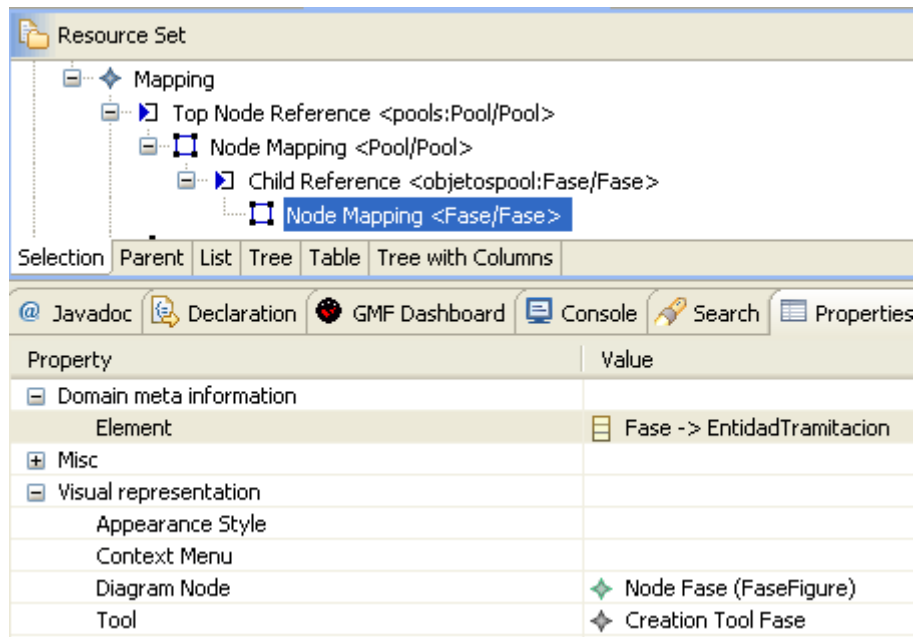 Resource Set
Mapping
Top Node Reference <pools:Pool/Pool>
Node Mapping <Pool/Pool>
Child Reference <objetospool:Fase/Fase>
Node Mapping <Fase/Fase>
Selection Parent List Tree Table Tree with Columns
@ Javadoc Declaration GMF Dashboard Console Search Properties
Property Value
Domain meta information
Element Fase -> EntidadTramitacion
Misc
Visual representation
Appearance Style
Context Menu
Diagram Node Node Fase (FaseFigure)
Tool Creation Tool Fase